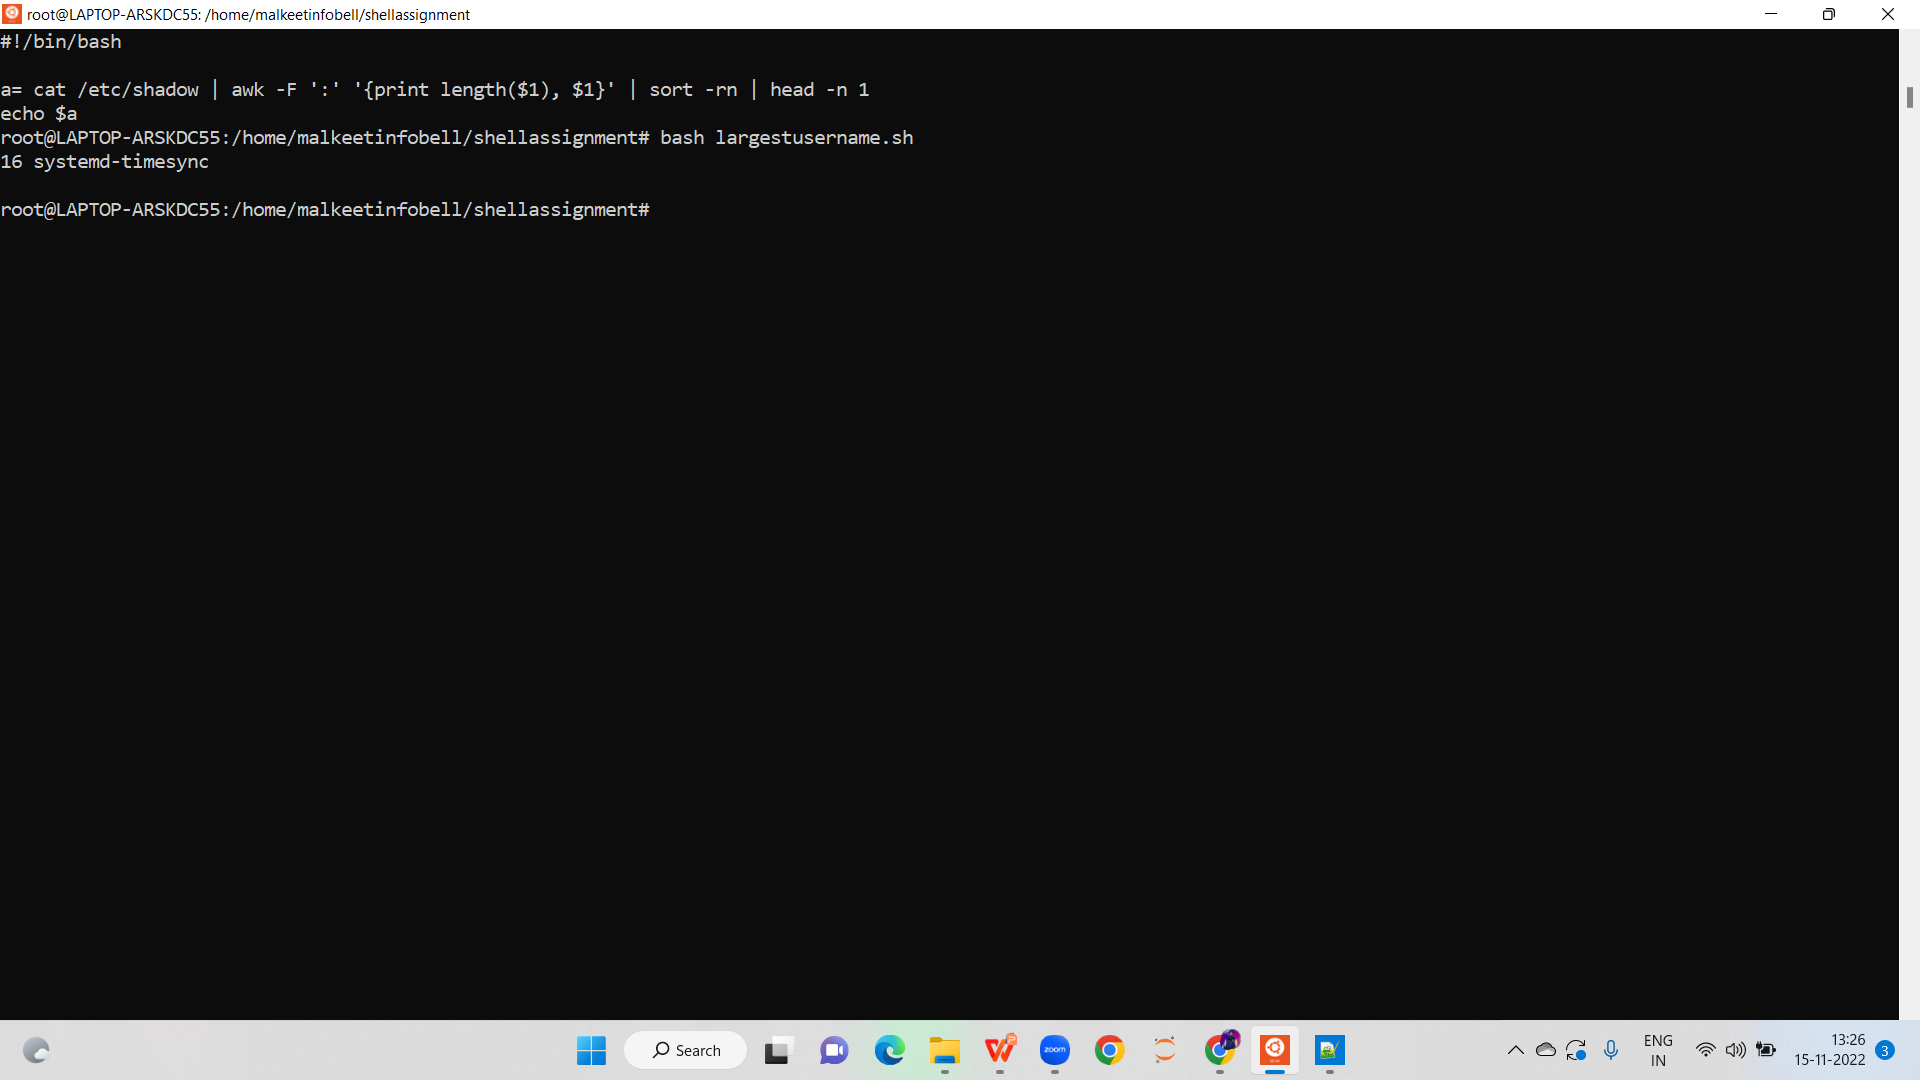 root@LAPTOP-ARSKDC55: /home/malkeetinfobell/shellassignment
#!/bin/bash
a= cat /etc/shadow | awk -F ':' '{print length($1), $1}' | sort -rn | head -n 1
echo $a
root@LAPTOP-ARSKDC55:/home/malkeetinfobell/shellassignment# bash largestusername.sh
16 systemd-timesync
root@LAPTOP-ARSKDC55:/home/malkeetinfobell/shellassignment#
Search
zoom
ENG
IN
13:26
15-11-2022
3